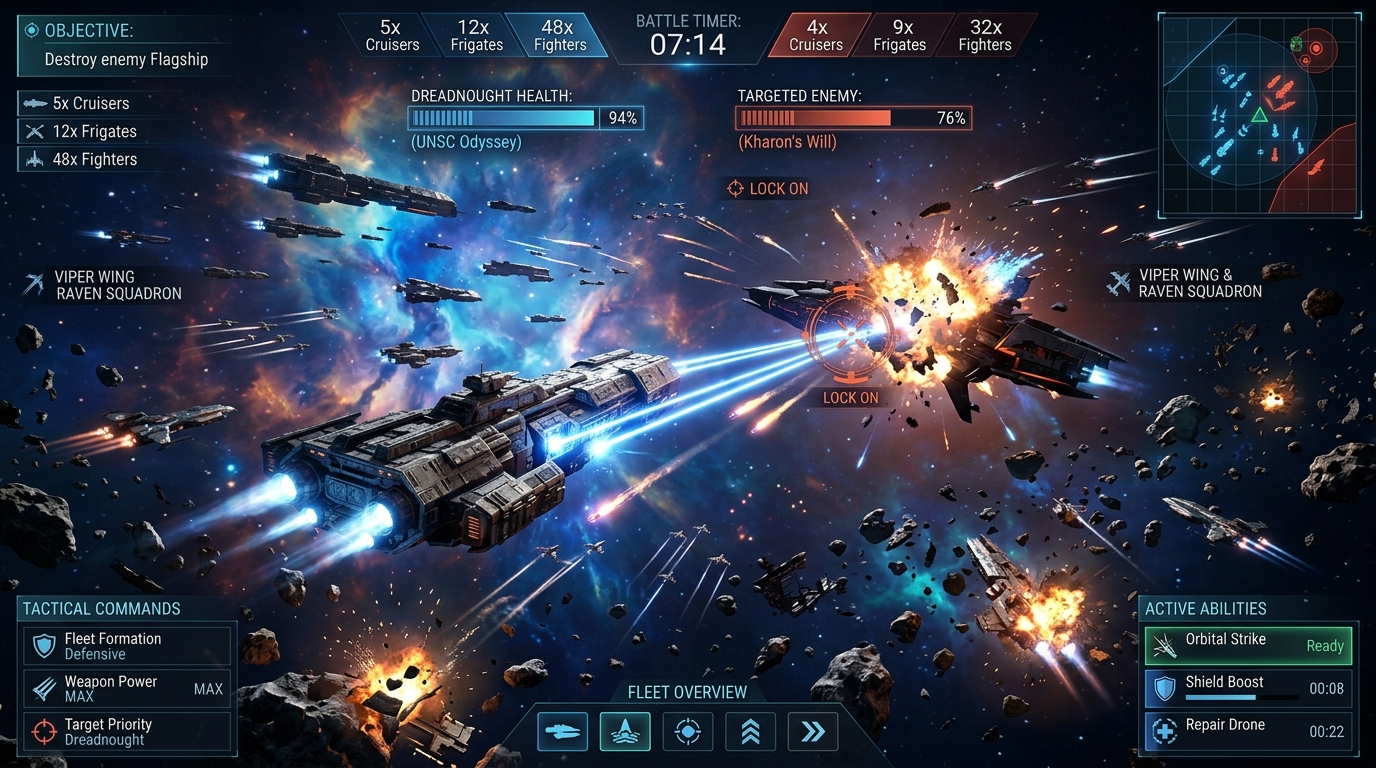 OBJECTIVE:
Destroy enemy Flagship
5x Cruisers
12x Frigates
48x Fighters
5x
Cruisers
12x
Frigates
48x
Fighters
BATTLE TIMER:
07:14
4x
Cruisers
9x
Frigates
32x
Fighters
DREADNOUGHT HEALTH:
94%
(UNSC Odyssey)
TARGETED ENEMY:
76%
(Kharon's Will)
LOCK ON
VIPER WING
RAVEN SQUADRON
VIPER WING &
RAVEN SQUADRON
LOCK ON
TACTICAL COMMANDS
Fleet Formation
Defensive
Weapon Power
MAX
MAX
Target Priority
Dreadnought
FLEET OVERVIEW
ACTIVE ABILITIES
Orbital Strike
Ready
Shield Boost
00:08
Repair Drone
00:22